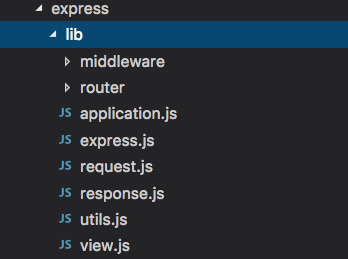 express
lib
middleware
router
JS application.js
JS express.js
JS request.js
JS response.js
JS utils.js
JS view.js